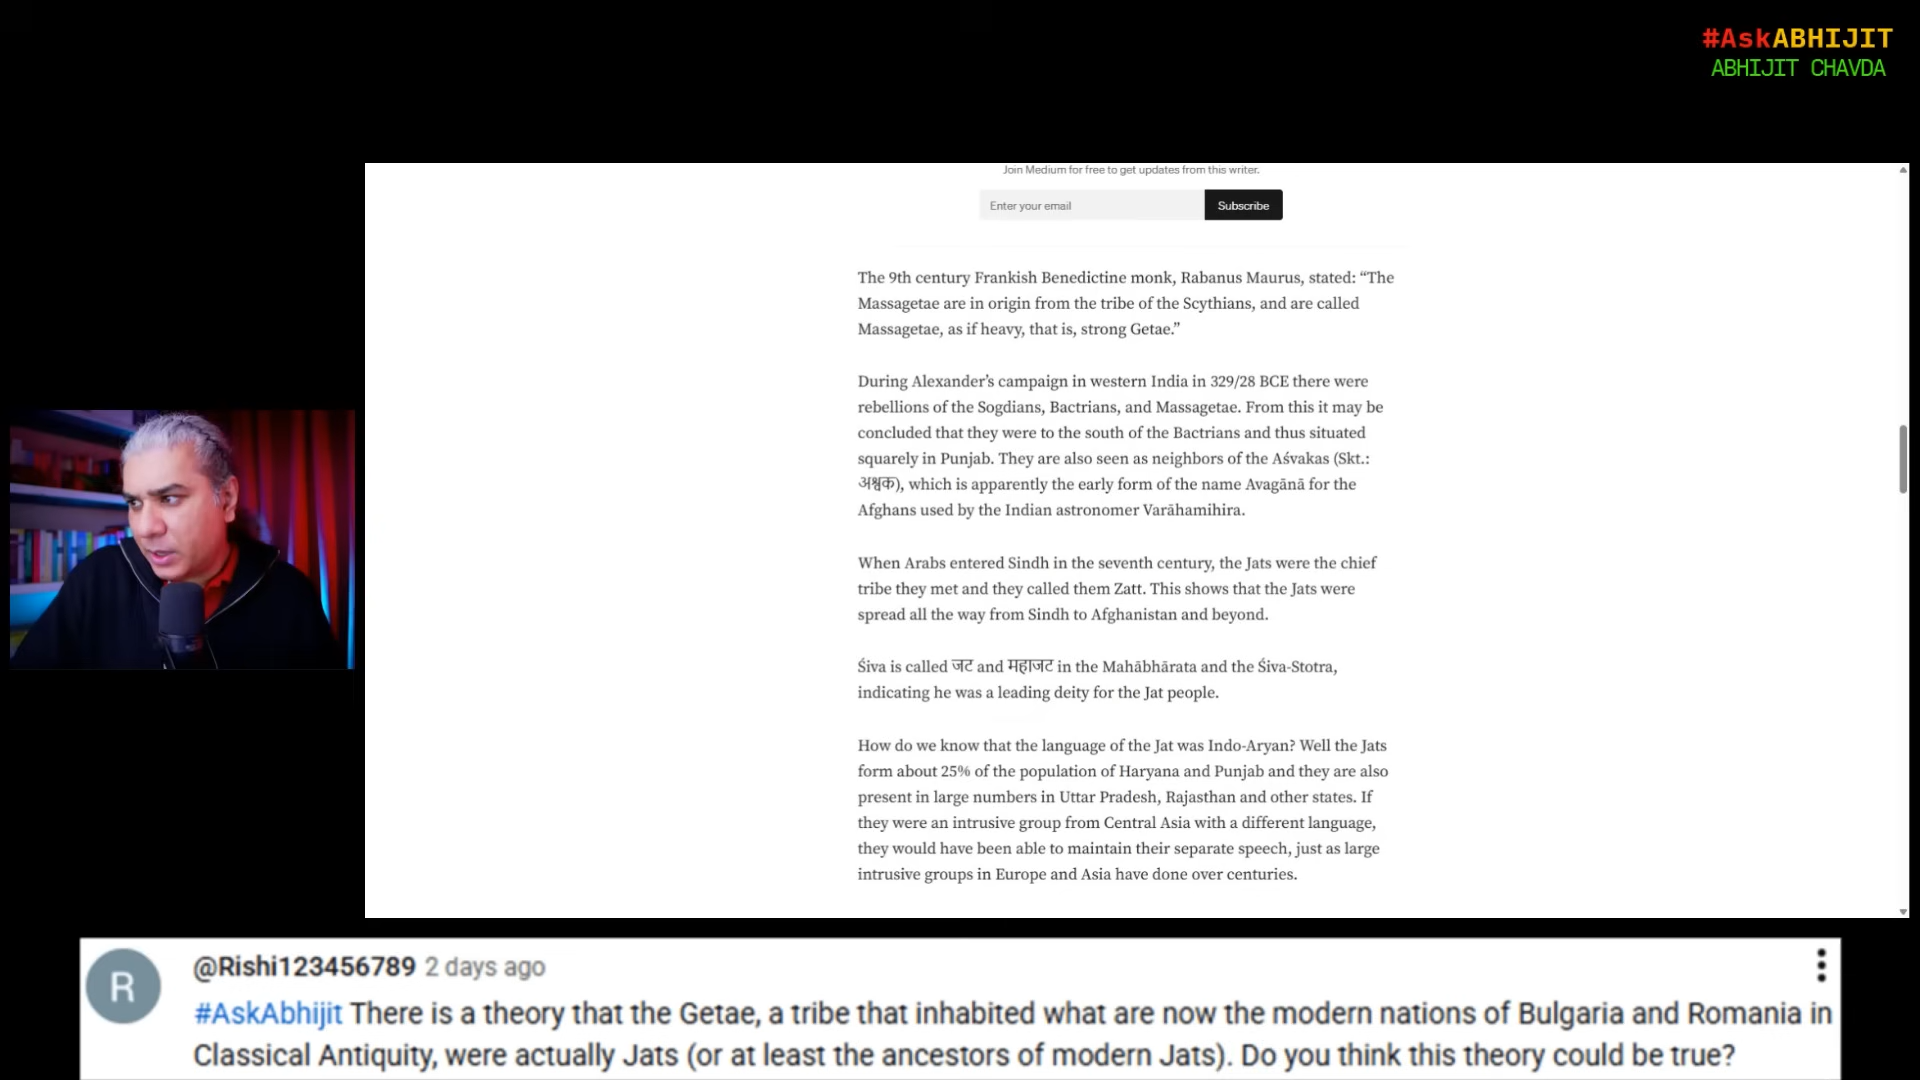 #AskABHIJIT
ABHIJIT CHAVDA
Join Medium for free to get updates from this writer.
Enter your email
Subscribe
The 9th century Frankish Benedictine monk, Rabanus Maurus, stated: “The
Massagetae are in origin from the tribe of the Scythians, and are called
Massagetae, as if heavy, that is, strong Getae.”
During Alexander’s campaign in western India in 329/28 BCE there were
rebellions of the Sogdians, Bactrians, and Massagetae. From this it may be
concluded that they were to the south of the Bactrians and thus situated
squarely in Punjab. They are also seen as neighbors of the Aśvakas (Skt.:
अश्वक), which is apparently the early form of the name Avagānā for the
Afghans used by the Indian astronomer Varāhamihira.
When Arabs entered Sindh in the seventh century, the Jats were the chief
tribe they met and they called them Zatt. This shows that the Jats were
spread all the way from Sindh to Afghanistan and beyond.
Śiva is called जट and महाजट in the Mahābhārata and the Śiva-Stotra,
indicating he was a leading deity for the Jat people.
How do we know that the language of the Jat was Indo-Aryan? Well the Jats
form about 25% of the population of Haryana and Punjab and they are also
present in large numbers in Uttar Pradesh, Rajasthan and other states. If
they were an intrusive group from Central Asia with a different language,
they would have been able to maintain their separate speech, just as large
intrusive groups in Europe and Asia have done over centuries.
R
@Rishi123456789 2 days ago
#AskAbhijit There is a theory that the Getae, a tribe that inhabited what are now the modern nations of Bulgaria and Romania in
Classical Antiquity, were actually Jats (or at least the ancestors of modern Jats). Do you think this theory could be true?